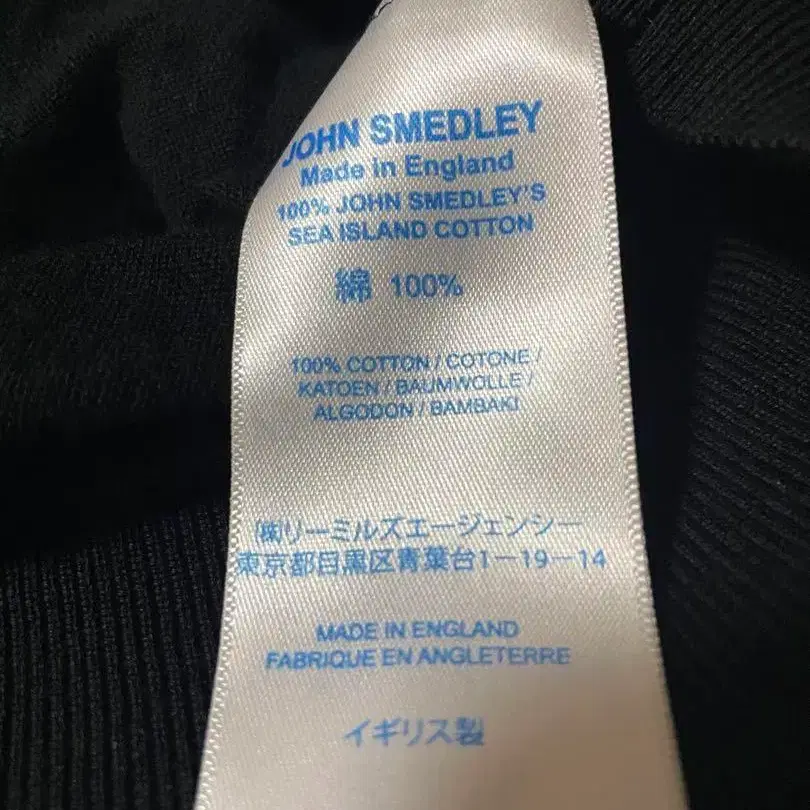 JOHN SMEDLEY
Made in England
100% JOHN SMEDLEY'S
SEA ISLAND COTTON
綿 100%
100% COTTON / COTONE /
KATOEN / BAUMWOLLE /
ALGODON / BAMBAKI
㈱リーミルズエージェンシー
東京都目黒区青葉台1-19-14
MADE IN ENGLAND
FABRIQUE EN ANGLETERRE
イギリス製